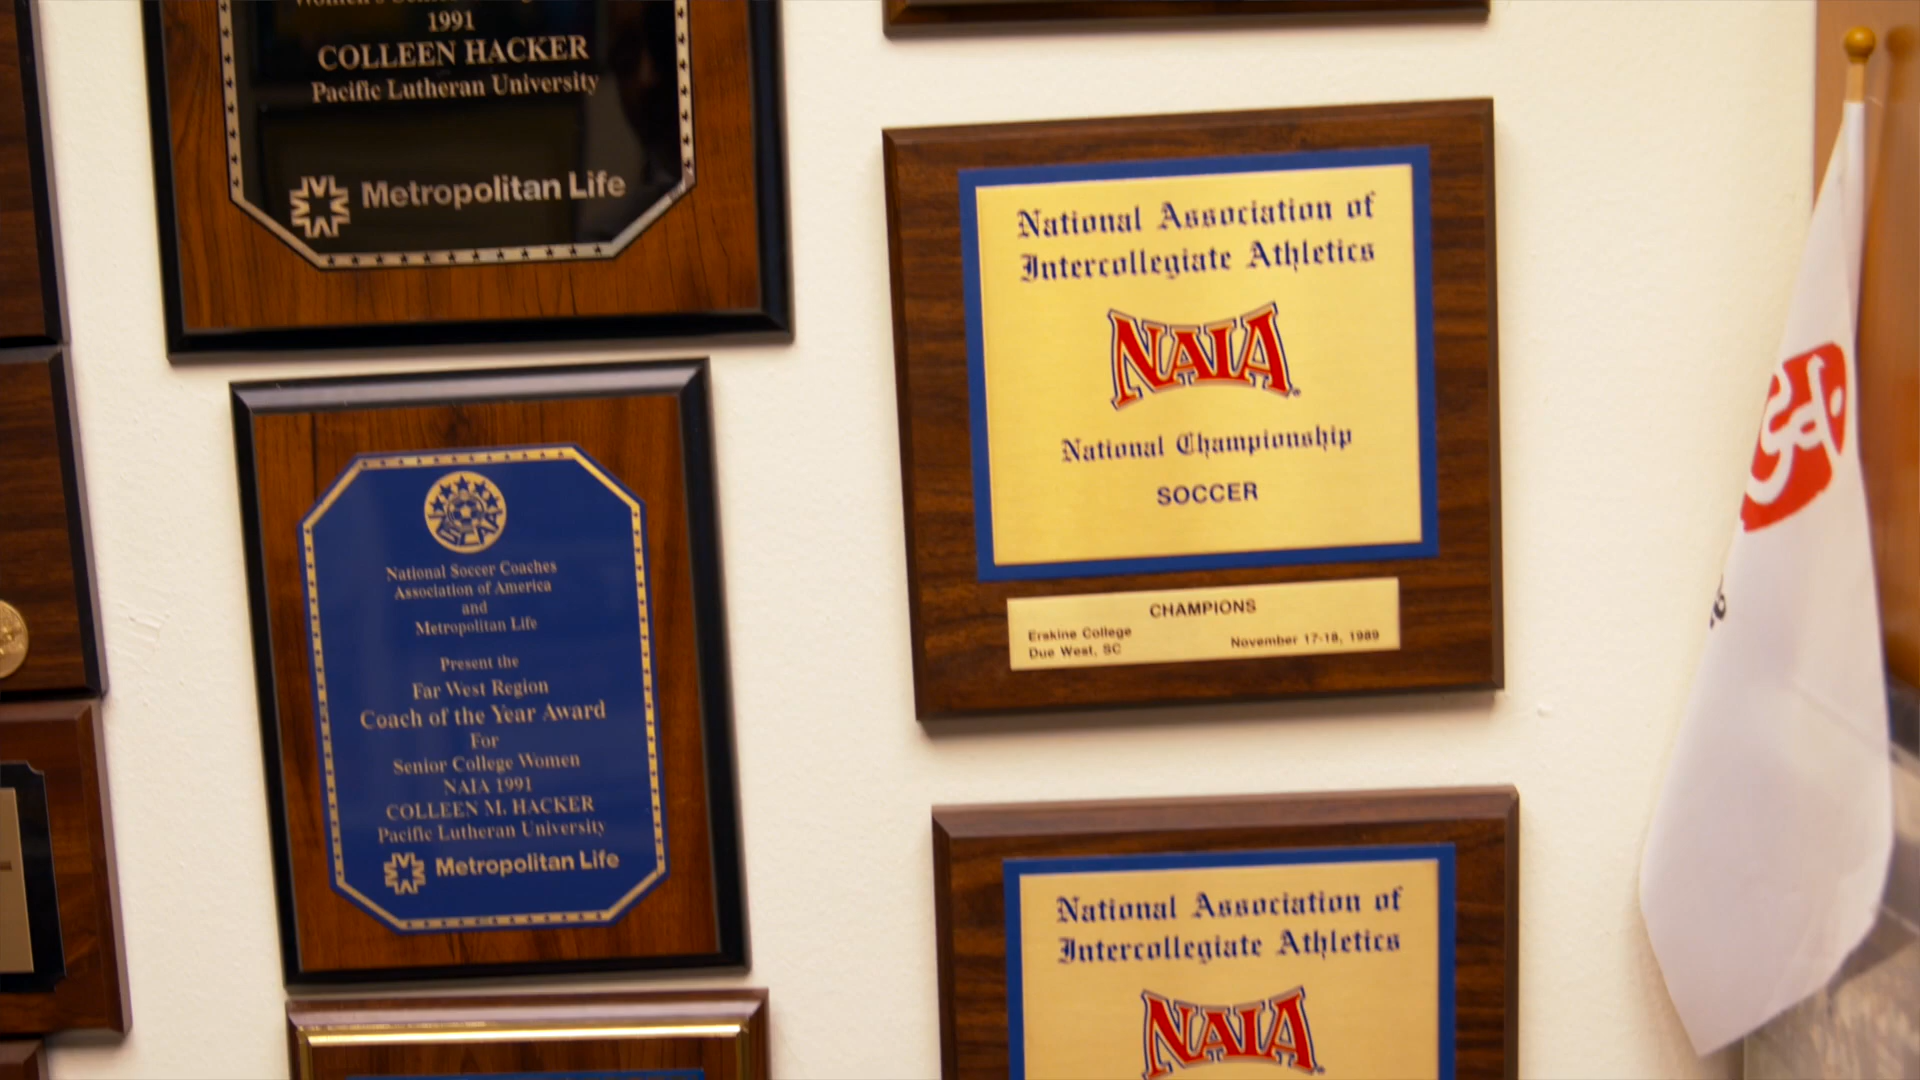 1991
COLLEEN HACKER
Pacific Lutheran University
Metropolitan Life
National Soccer Coaches
Association of America
and
Metropolitan Life
Present the
Far West Region
Coach of the Year Award
For
Senior College Women
NAIA 1991
COLLEEN M. HACKER
Pacific Lutheran University
Metropolitan Life
National Association of
Intercollegiate Athletics
NAIA
National Championship
SOCCER
CHAMPIONS
Erskine College
Due West, SC
November 17-18, 1989
National Association of
Intercollegiate Athletics
NAIA